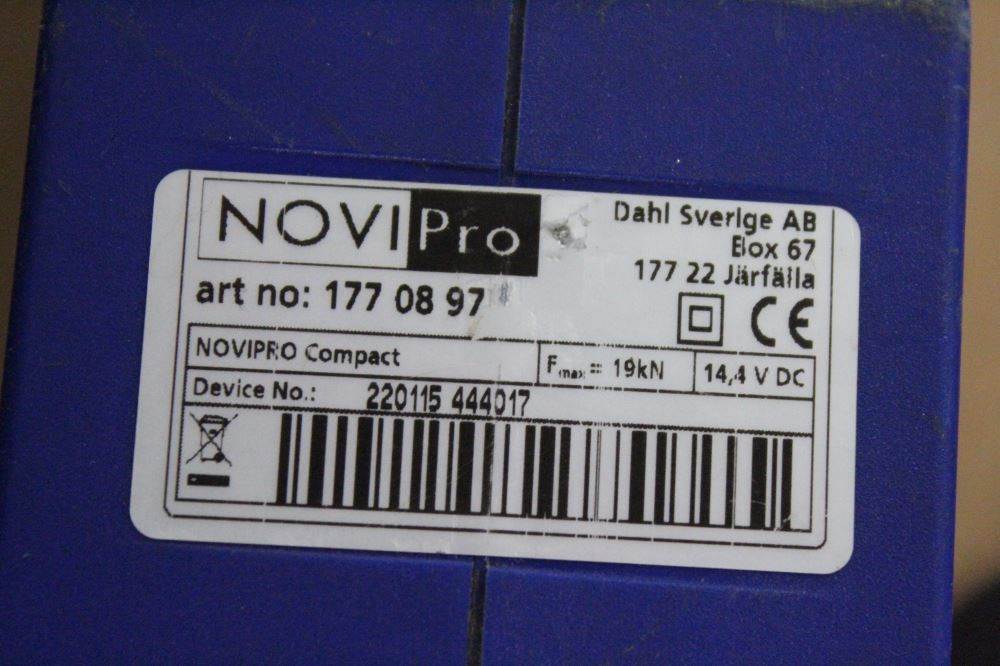 NOVIPro
Dahl Sverige AB
Box 67
177 22 Järfälla
art no: 177 08 97
CE
NOVIPRO Compact
Fmax = 19kN
14,4 V DC
Device No.: 220115 444017